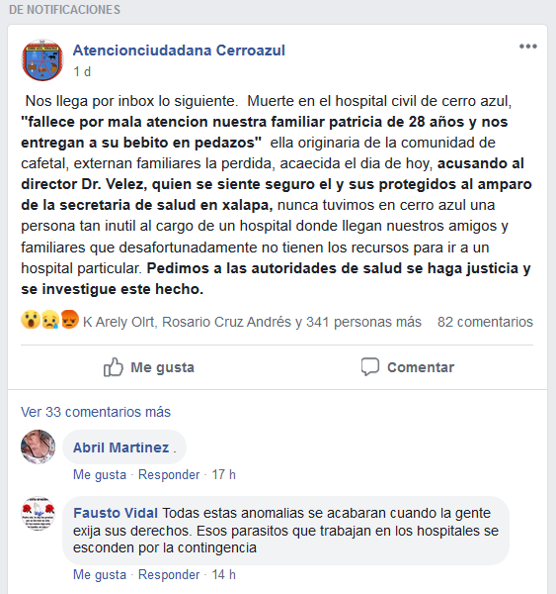 DE NOTIFICACIONES
Atencionciudadana Cerroazul
1 d
Nos llega por inbox lo siguiente. Muerte en el hospital civil de cerro azul,
"fallece por mala atencion nuestra familiar patricia de 28 años y nos
entregan a su bebito en pedazos" ella originaria de la comunidad de
cafetal, externan familiares la perdida, acaecida el dia de hoy, acusando al
director Dr. Velez, quien se siente seguro el y sus protegidos al amparo
de la secretaria de salud en xalapa, nunca tuvimos en cerro azul una
persona tan inutil al cargo de un hospital donde llegan nuestros amigos y
familiares que desafortunadamente no tienen los recursos para ir a un
hospital particular. Pedimos a las autoridades de salud se haga justicia y
se investigue este hecho.
K Arely Olrt, Rosario Cruz Andrés y 341 personas más 82 comentarios
Me gusta Comentar
Ver 33 comentarios más
Abril Martinez .
Me gusta · Responder · 17 h
Fausto Vidal Todas estas anomalias se acabaran cuando la gente
exija sus derechos. Esos parasitos que trabajan en los hospitales se
esconden por la contingencia
Me gusta · Responder · 14 h